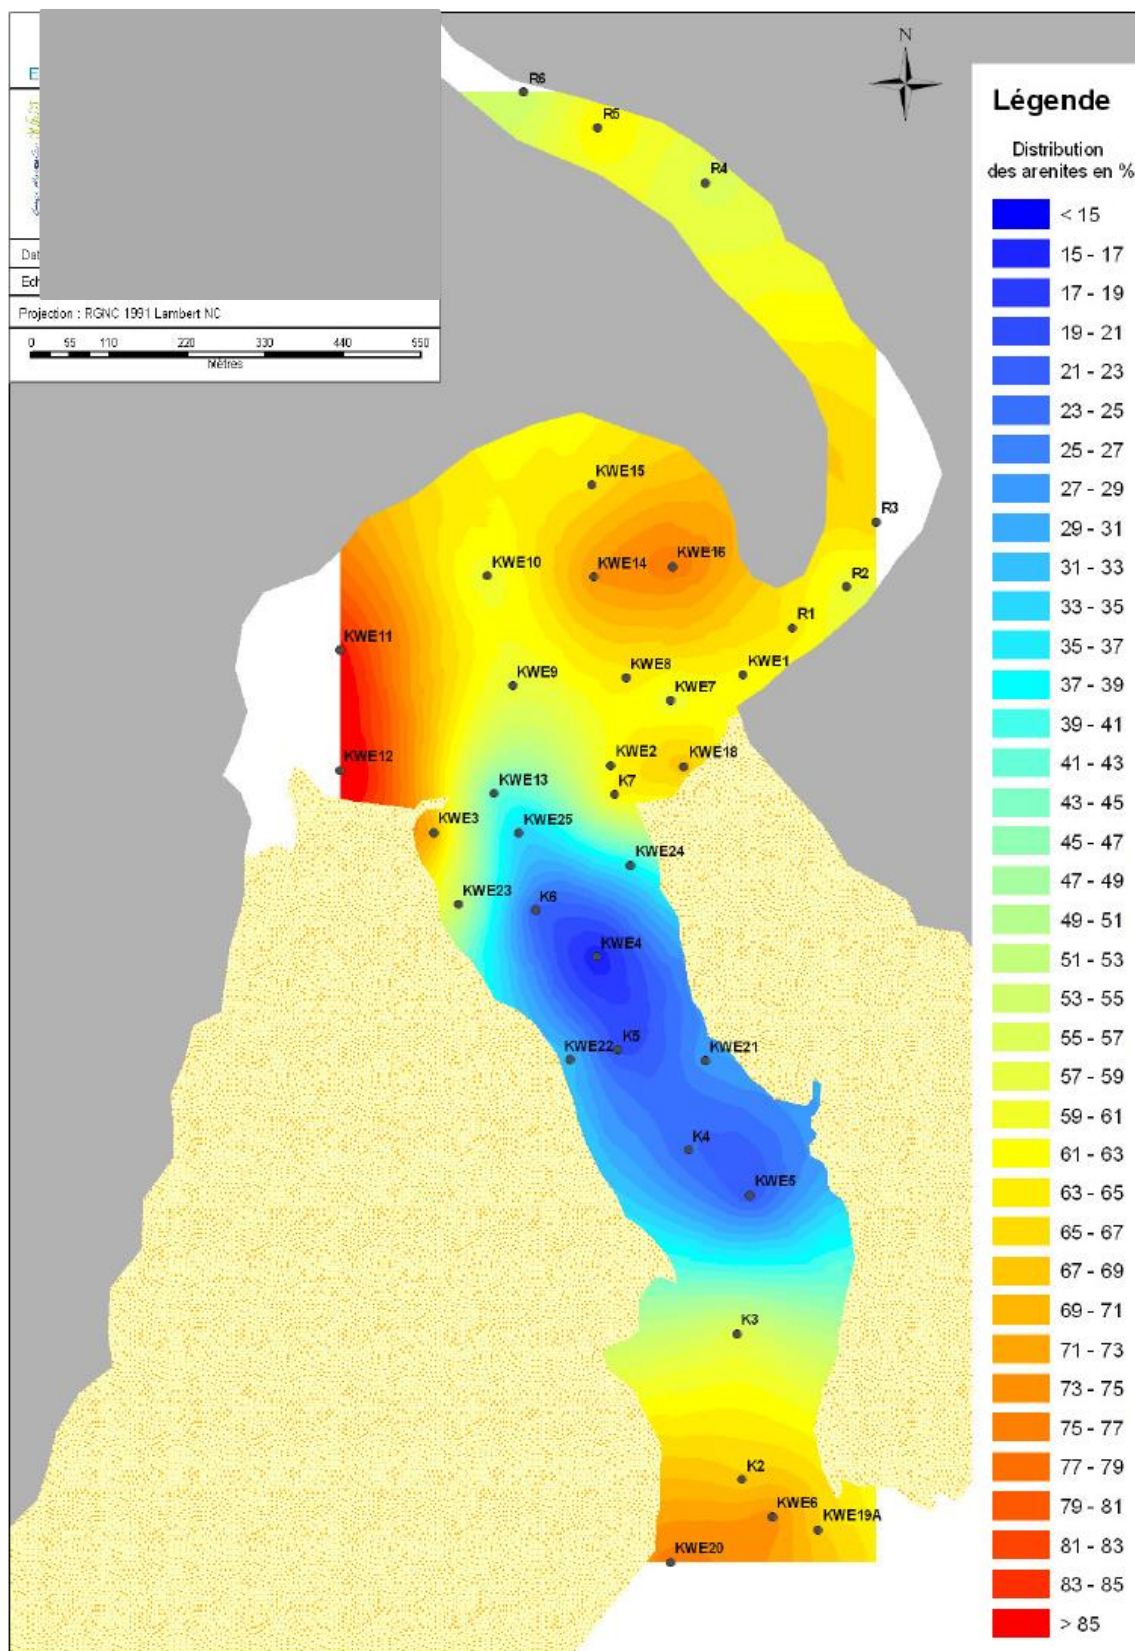 N
Légende
Distribution
des arenites en %
< 15
15 - 17
17 - 19
19 - 21
21 - 23
23 - 25
25 - 27
27 - 29
29 - 31
31 - 33
33 - 35
35 - 37
37 - 39
39 - 41
41 - 43
43 - 45
45 - 47
47 - 49
49 - 51
51 - 53
53 - 55
55 - 57
57 - 59
59 - 61
61 - 63
63 - 65
65 - 67
67 - 69
69 - 71
71 - 73
73 - 75
75 - 77
77 - 79
79 - 81
81 - 83
83 - 85
> 85
Projection : RGNC 1991 Lambert NC
0 55 110 220 330 440 550
Mètres
R6
R5
R4
KWE15
R3
KWE10 KWE14 KWE16
R2
R1
KWE11
KWE9 KWE8 KWE1
KWE7
KWE12 KWE2 KWE18
KWE13 K7
KWE3 KWE25
KWE24
KWE23 K6
KWE4
KWE22 K5 KWE21
K4
KWE5
K3
K2
KWE6 KWE19A
KWE20